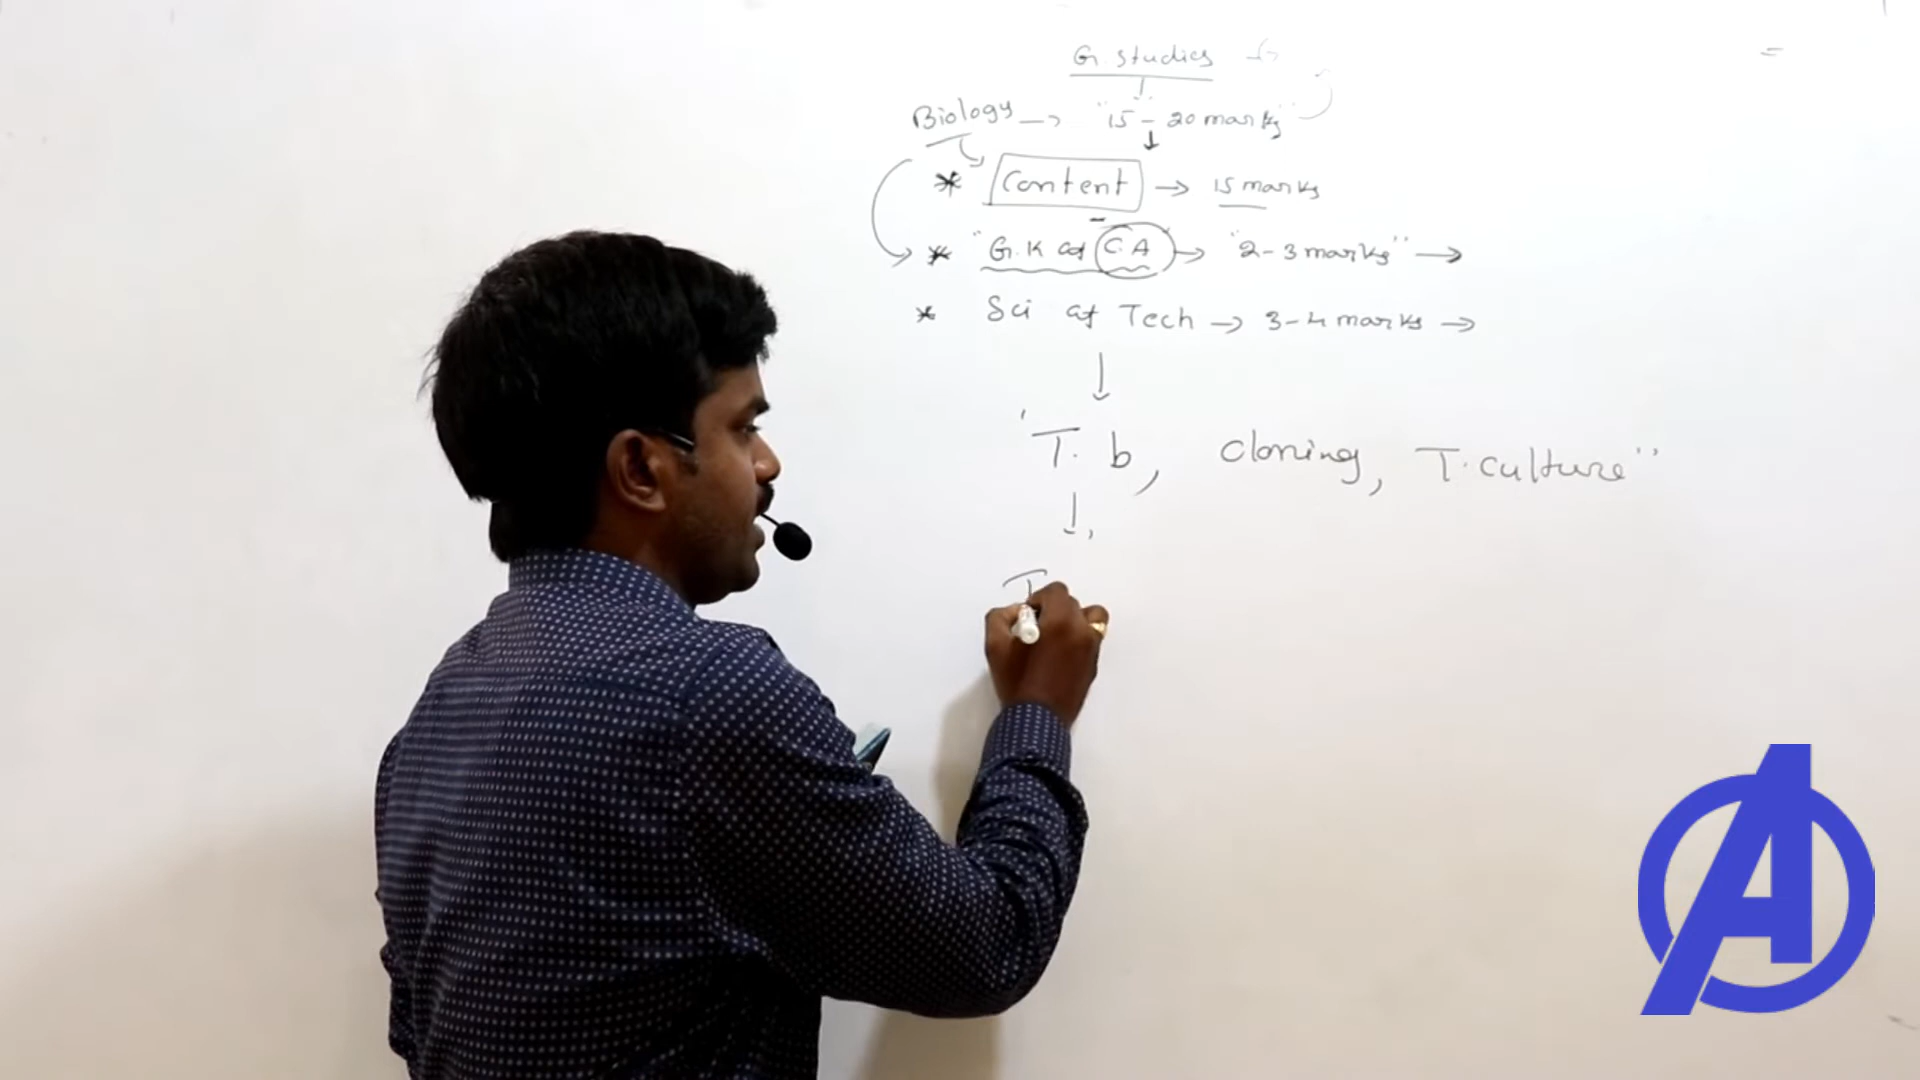 G. studies
Biology → "15 - 20 marks"
* Content → 15 marks
* "G.K & C.A → "2-3 marks" →
* Sci & Tech → 3-4 marks →
↓
'T. b, cloning, T. culture"
↓,
T